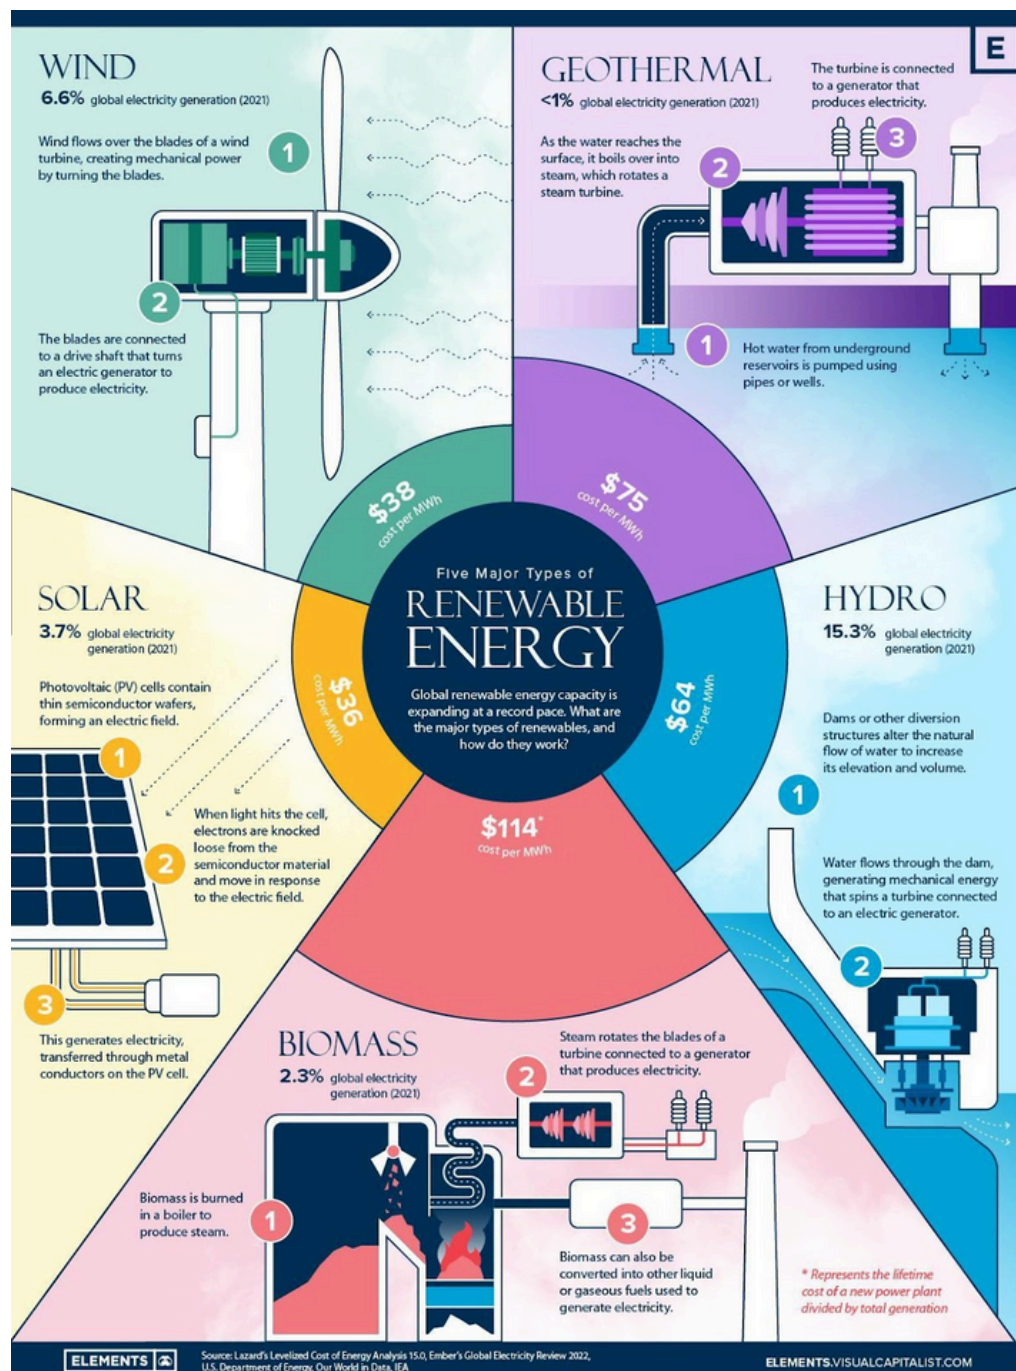 E
WIND
6.6% global electricity generation (2021)
Wind flows over the blades of a wind
turbine, creating mechanical power
by turning the blades.
1
2
The blades are connected
to a drive shaft that turns
an electric generator to
produce electricity.
$38
cost per MWh
GEOTHERMAL
<1% global electricity generation (2021)
As the water reaches the
surface, it boils over into
steam, which rotates a
steam turbine.
2
The turbine is connected
to a generator that
produces electricity.
3
1
Hot water from underground
reservoirs is pumped using
pipes or wells.
$75
cost per MWh
Five Major Types of
RENEWABLE
ENERGY
Global renewable energy capacity is
expanding at a record pace. What are
the major types of renewables, and
how do they work?
SOLAR
3.7% global electricity
generation (2021)
Photovoltaic (PV) cells contain
thin semiconductor wafers,
forming an electric field.
1
When light hits the cell,
electrons are knocked
loose from the
semiconductor material
and move in response
to the electric field.
2
3
This generates electricity,
transferred through metal
conductors on the PV cell.
$36
cost per MWh
HYDRO
15.3% global electricity
generation (2021)
Dams or other diversion
structures alter the natural
flow of water to increase
its elevation and volume.
1
Water flows through the dam,
generating mechanical energy
that spins a turbine connected
to an electric generator.
2
$64
cost per MWh
$114*
cost per MWh
BIOMASS
2.3% global electricity
generation (2021)
Biomass is burned
in a boiler to
produce steam.
1
Steam rotates the blades of a
turbine connected to a generator
that produces electricity.
2
3
Biomass can also be
converted into other liquid
or gaseous fuels used to
generate electricity.
* Represents the lifetime
cost of a new power plant
divided by total generation
ELEMENTS
Source: Lazard's Levelized Cost of Energy Analysis 15.0, Ember's Global Electricity Review 2022,
U.S. Department of Energy, Our World in Data, IEA
ELEMENTS.VISUALCAPITALIST.COM